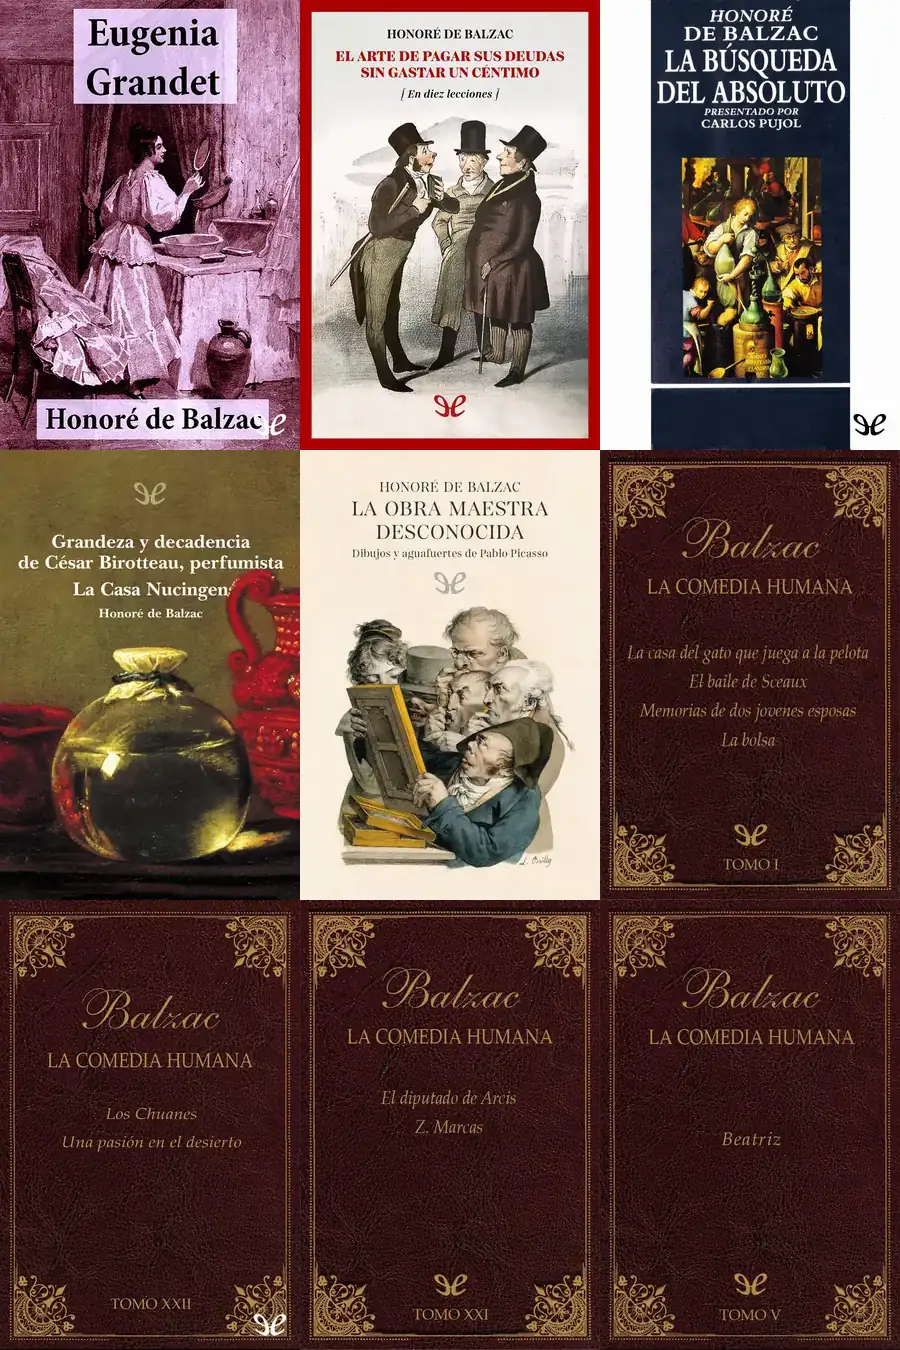 Eugenia
Grandet
Honoré de Balzac
HONORÉ DE BALZAC
EL ARTE DE PAGAR SUS DEUDAS
SIN GASTAR UN CÉNTIMO
[ En diez lecciones ]
HONORÉ
DE BALZAC
LA BÚSQUEDA
DEL ABSOLUTO
PRESENTADO POR
CARLOS PUJOL
Grandeza y decadencia
de César Birotteau, perfumista
La Casa Nucingen
Honoré de Balzac
HONORÉ DE BALZAC
LA OBRA MAESTRA
DESCONOCIDA
Dibujos y aguafuertes de Pablo Picasso
Balzac
LA COMEDIA HUMANA
La casa del gato que juega a la pelota
El baile de Sceaux
Memorias de dos jovenes esposas
La bolsa
TOMO I
Balzac
LA COMEDIA HUMANA
Los Chuanes
Una pasión en el desierto
TOMO XXII
Balzac
LA COMEDIA HUMANA
El diputado de Arcis
Z. Marcas
TOMO XXI
Balzac
LA COMEDIA HUMANA
Beatriz
TOMO V